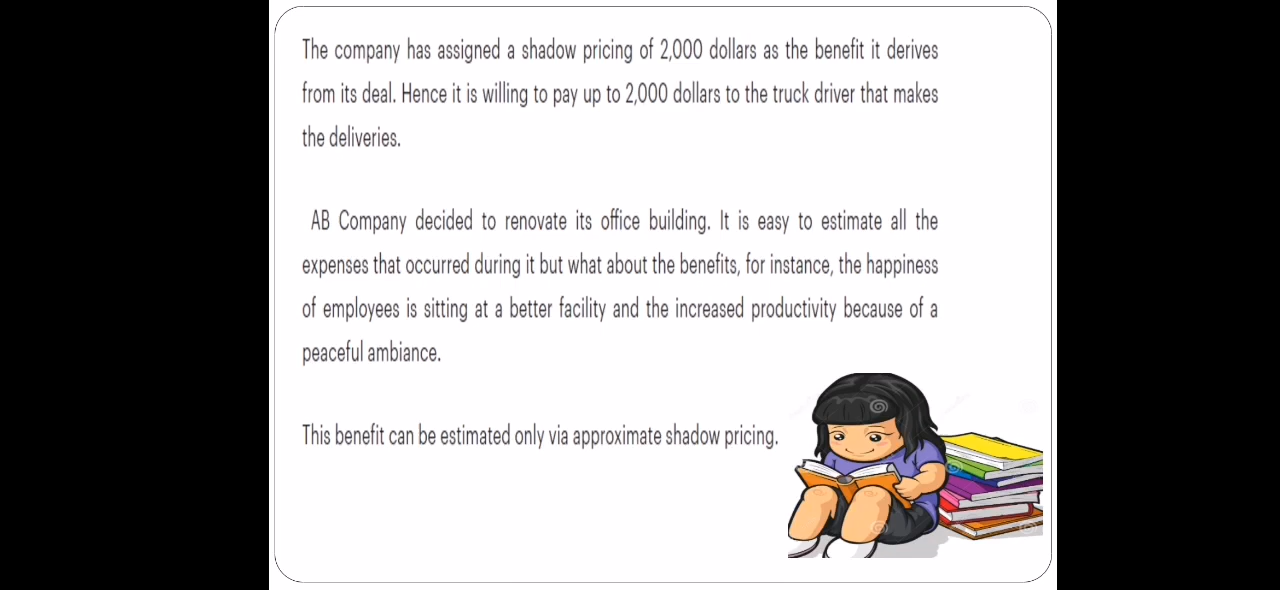 The company has assigned a shadow pricing of 2,000 dollars as the benefit it derives
from its deal. Hence it is willing to pay up to 2,000 dollars to the truck driver that makes
the deliveries.
AB Company decided to renovate its office building. It is easy to estimate all the
expenses that occurred during it but what about the benefits, for instance, the happiness
of employees is sitting at a better facility and the increased productivity because of a
peaceful ambiance.
This benefit can be estimated only via approximate shadow pricing.